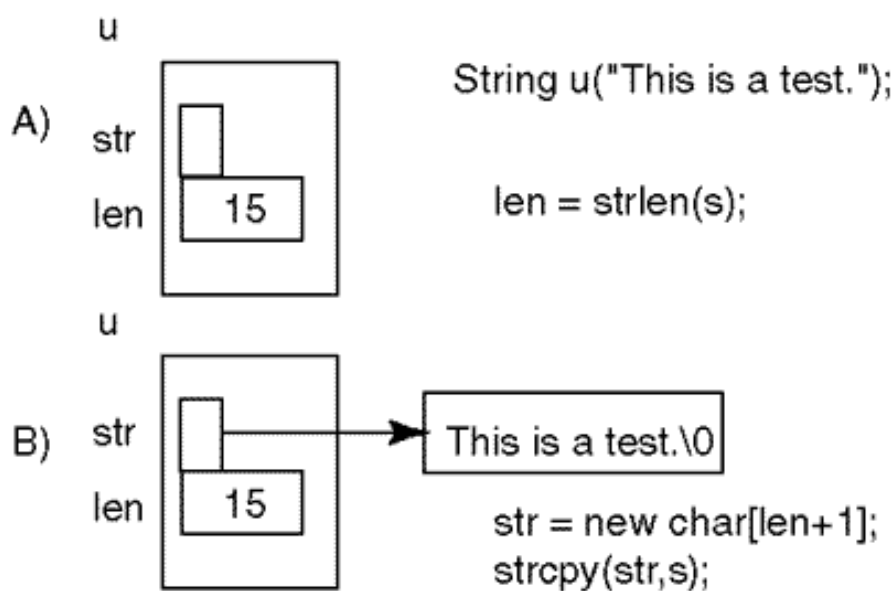 u
String u("This is a test.");
A)
str
len
15
len = strlen(s);
u
B)
str
This is a test.\0
len
15
str = new char[len+1];
strcpy(str,s);